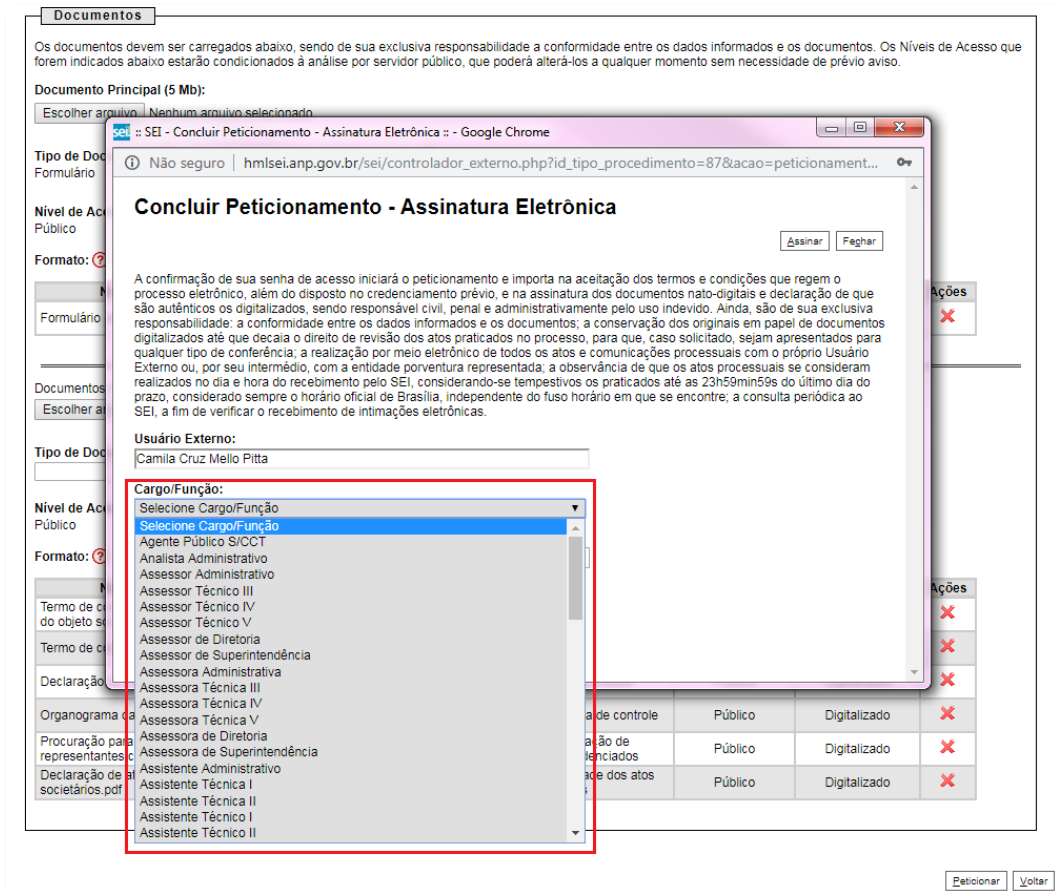 Documentos
Os documentos devem ser carregados abaixo, sendo de sua exclusiva responsabilidade a conformidade entre os dados informados e os documentos. Os Níveis de Acesso que
forem indicados abaixo estarão condicionados à análise por servidor público, que poderá alterá-los a qualquer momento sem necessidade de prévio aviso.
Documento Principal (5 Mb):
Escolher arquivo Nenhum arquivo selecionado
Tipo de Doc
Formulário
Nível de Ace
Público
Formato:
N
Ações
Formulário
Documentos
Escolher ar
Tipo de Doc
Nível de Ace
Público
Formato:
N
Ações
Termo de co
do objeto so
Termo de co
Declaração
Organograma da
a de controle Público Digitalizado
Procuração para
representantes c
ação de
denciados
Público Digitalizado
Declaração de at
societários.pdf
ade dos atos
Público Digitalizado
Peticionar Voltar
sei :: SEI - Concluir Peticionamento - Assinatura Eletrônica :: - Google Chrome
Não seguro | hmlsei.anp.gov.br/sei/controlador_externo.php?id_tipo_procedimento=87&acao=peticionament...
Concluir Peticionamento - Assinatura Eletrônica
Assinar Fechar
A confirmação de sua senha de acesso iniciará o peticionamento e importa na aceitação dos termos e condições que regem o
processo eletrônico, além do disposto no credenciamento prévio, e na assinatura dos documentos nato-digitais e declaração de que
são autênticos os digitalizados, sendo responsável civil, penal e administrativamente pelo uso indevido. Ainda, são de sua exclusiva
responsabilidade: a conformidade entre os dados informados e os documentos; a conservação dos originais em papel de documentos
digitalizados até que decaia o direito de revisão dos atos praticados no processo, para que, caso solicitado, sejam apresentados para
qualquer tipo de conferência; a realização por meio eletrônico de todos os atos e comunicações processuais com o próprio Usuário
Externo ou, por seu intermédio, com a entidade porventura representada; a observância de que os atos processuais se consideram
realizados no dia e hora do recebimento pelo SEI, considerando-se tempestivos os praticados até as 23h59min59s do último dia do
prazo, considerado sempre o horário oficial de Brasília, independente do fuso horário em que se encontre; a consulta periódica ao
SEI, a fim de verificar o recebimento de intimações eletrônicas.
Usuário Externo:
Camila Cruz Mello Pitta
Cargo/Função:
Selecione Cargo/Função
Selecione Cargo/Função
Agente Público S/CCT
Analista Administrativo
Assessor Administrativo
Assessor Técnico III
Assessor Técnico IV
Assessor Técnico V
Assessor de Diretoria
Assessor de Superintendência
Assessora Administrativa
Assessora Técnica III
Assessora Técnica IV
Assessora Técnica V
Assessora de Diretoria
Assessora de Superintendência
Assistente Administrativo
Assistente Técnica I
Assistente Técnica II
Assistente Técnico I
Assistente Técnico II